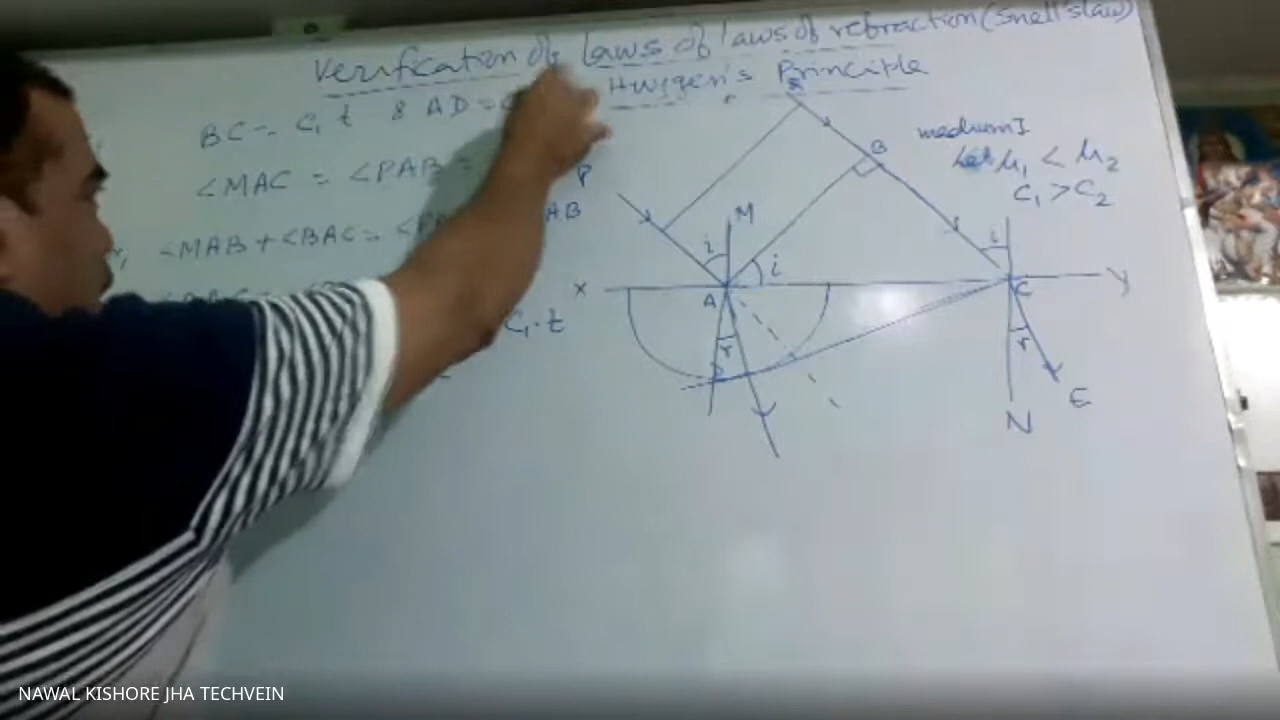 Verification of laws of laws of refraction (Snell's law)
Huygen's Principle
BC = C₁ t & AD =
∠MAC = ∠PAB =
∠MAB + ∠BAC =
AB
C₁.t
medium I
Let μ₁ < μ₂
C₁ > C₂
P
B
M
i
i
i
X
A
C
Y
r
r
D
E
N
NAWAL KISHORE JHA TECHVEIN